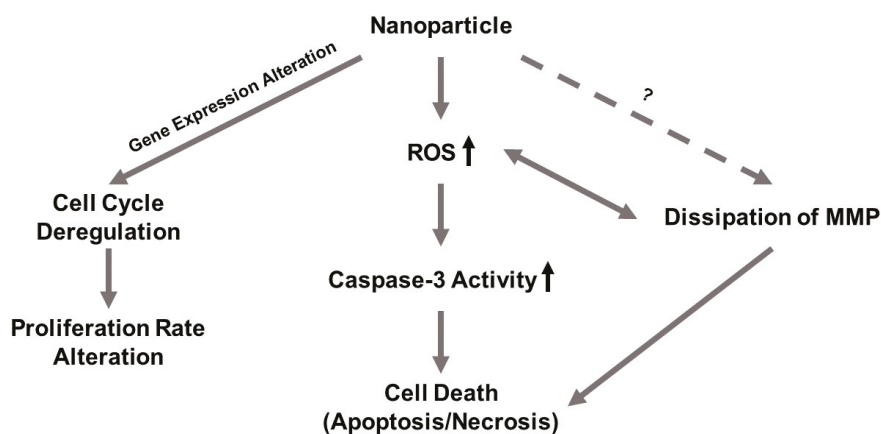 Nanoparticle
Gene Expression Alteration
?
ROS
Cell Cycle
Deregulation
Dissipation of MMP
Caspase-3 Activity
Proliferation Rate
Alteration
Cell Death
(Apoptosis/Necrosis)